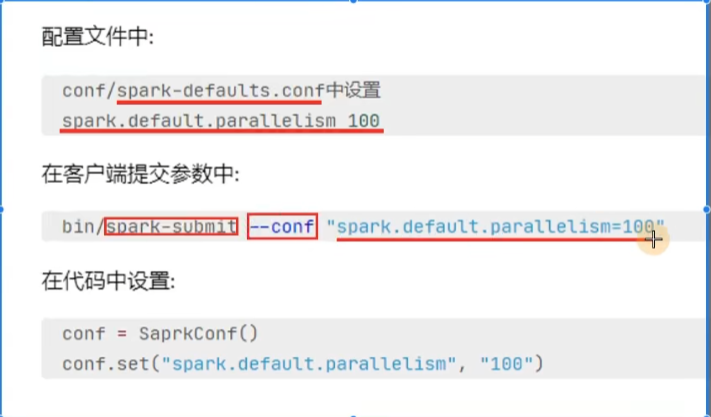 配置文件中:
conf/spark-defaults.conf中设置
spark.default.parallelism 100
在客户端提交参数中:
bin/spark-submit --conf "spark.default.parallelism=100"
在代码中设置:
conf = SaprkConf()
conf.set("spark.default.parallelism", "100")